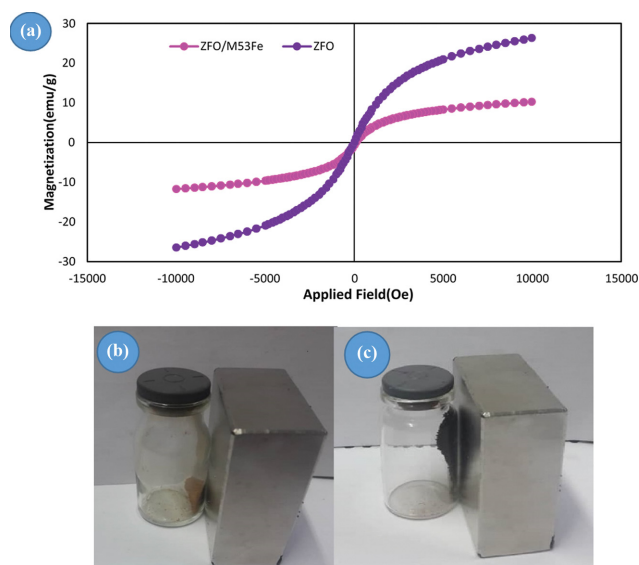 (a)
30
20
10
0
-10
-20
-30
Magnetization(emu/g)
ZFO/M53Fe
ZFO
-15000 -10000 -5000 0 5000 10000 15000
Applied Field(Oe)
(b)
(c)